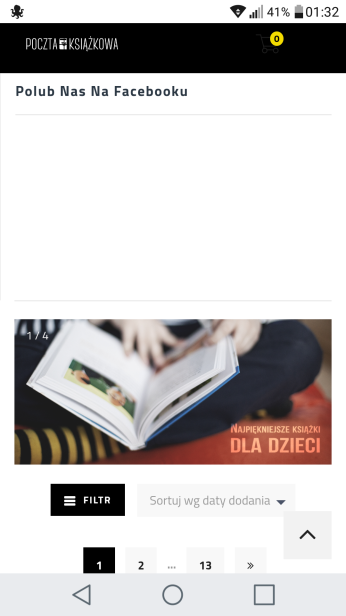 41% 01:32
POCZTA KSIĄŻKOWA
0
Polub Nas Na Facebooku
1 / 4
NAJPIĘKNIEJSZE KSIĄŻKI
DLA DZIECI
FILTR
Sortuj wg daty dodania
1 2 ... 13 »